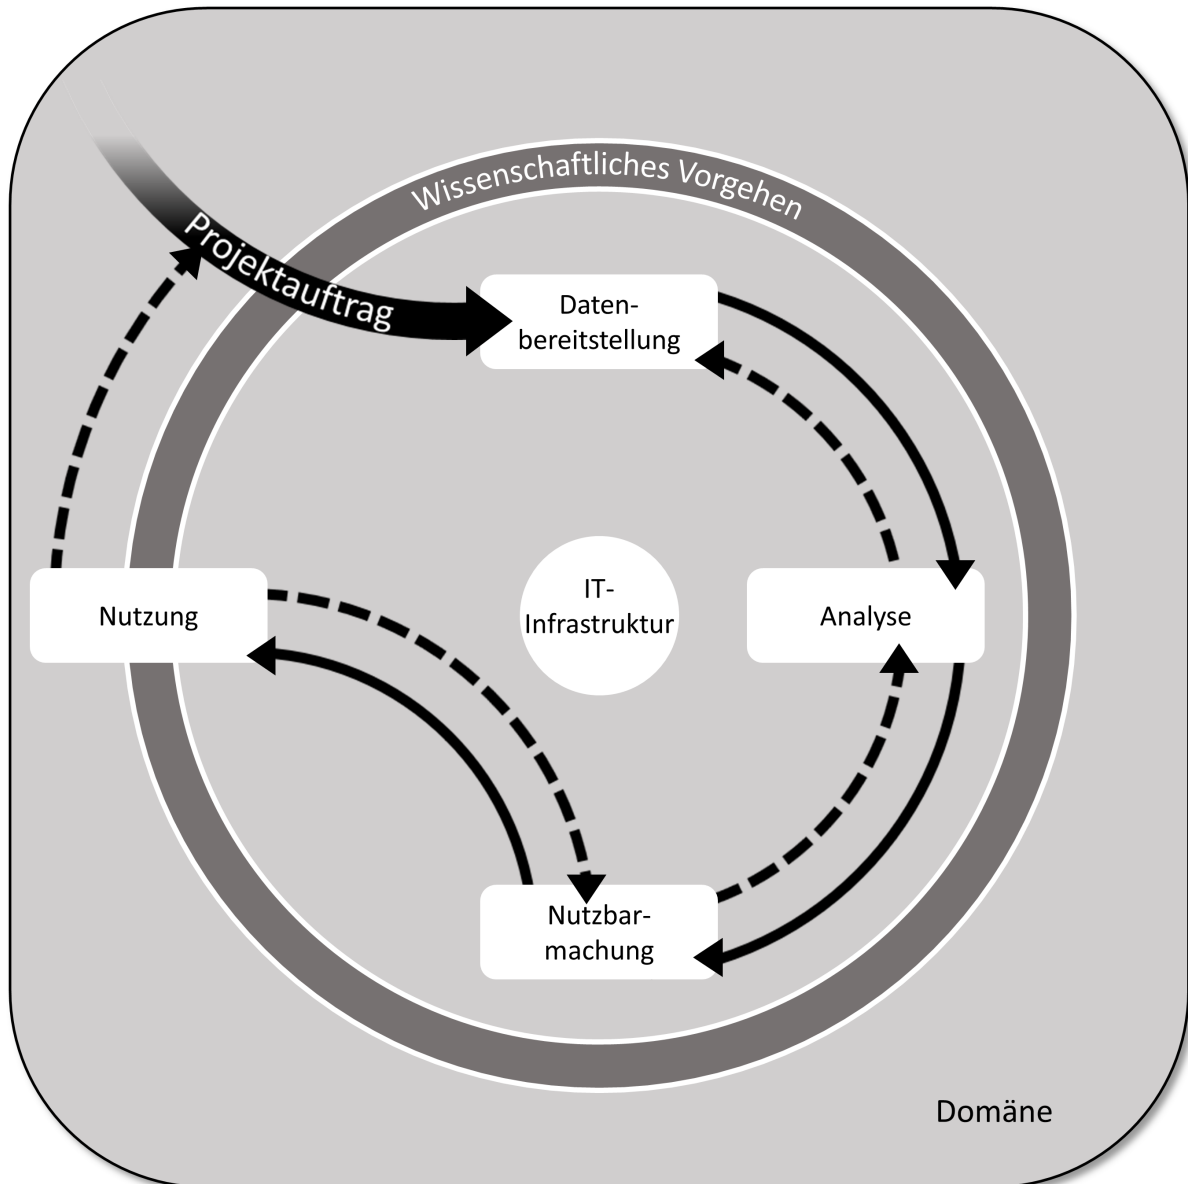 Wissenschaftliches Vorgehen
Projektauftrag
Daten-
bereitstellung
IT-
Infrastruktur
Nutzung
Analyse
Nutzbar-
machung
Domäne